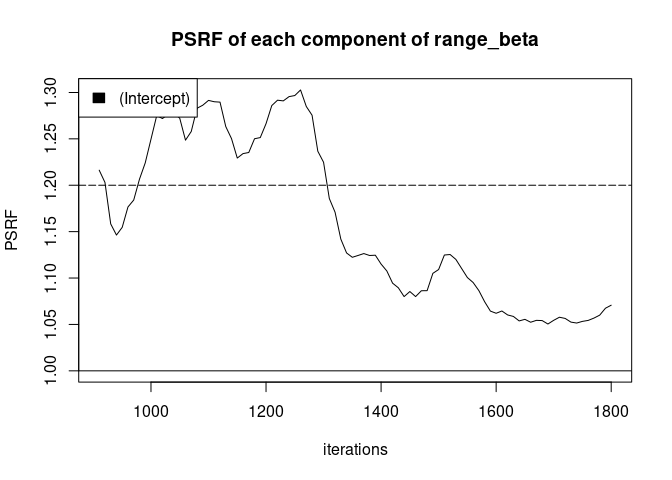 PSRF of each component of range_beta
(Intercept)
PSRF
1.30
1.25
1.20
1.15
1.10
1.05
1.00
1000 1200 1400 1600 1800
iterations